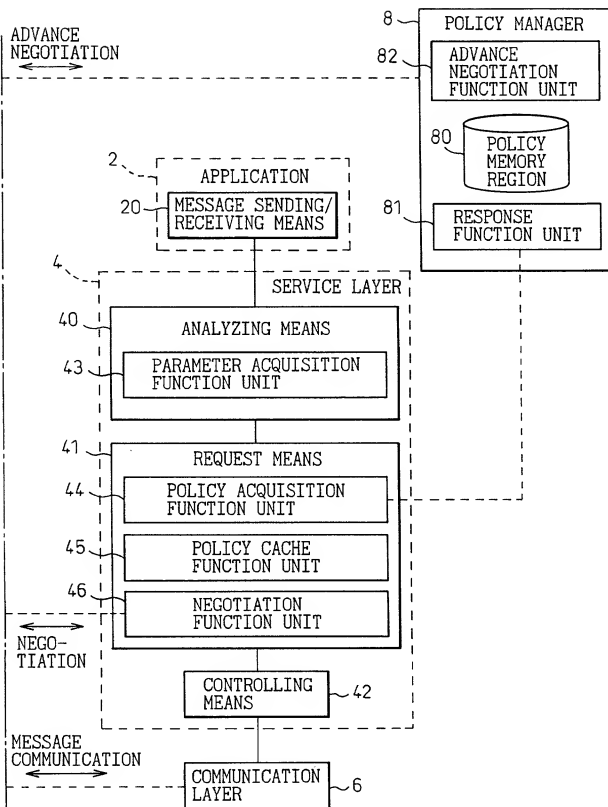 ADVANCE
NEGOTIATION
8
POLICY MANAGER
82
ADVANCE
NEGOTIATION
FUNCTION UNIT
80
POLICY
MEMORY
REGION
81
RESPONSE
FUNCTION UNIT
2
APPLICATION
20
MESSAGE SENDING/
RECEIVING MEANS
4
SERVICE LAYER
40
ANALYZING MEANS
43
PARAMETER ACQUISITION
FUNCTION UNIT
41
REQUEST MEANS
44
POLICY ACQUISITION
FUNCTION UNIT
45
POLICY CACHE
FUNCTION UNIT
46
NEGOTIATION
FUNCTION UNIT
NEGO-
TIATION
CONTROLLING
MEANS
42
MESSAGE
COMMUNICATION
COMMUNICATION
LAYER
6